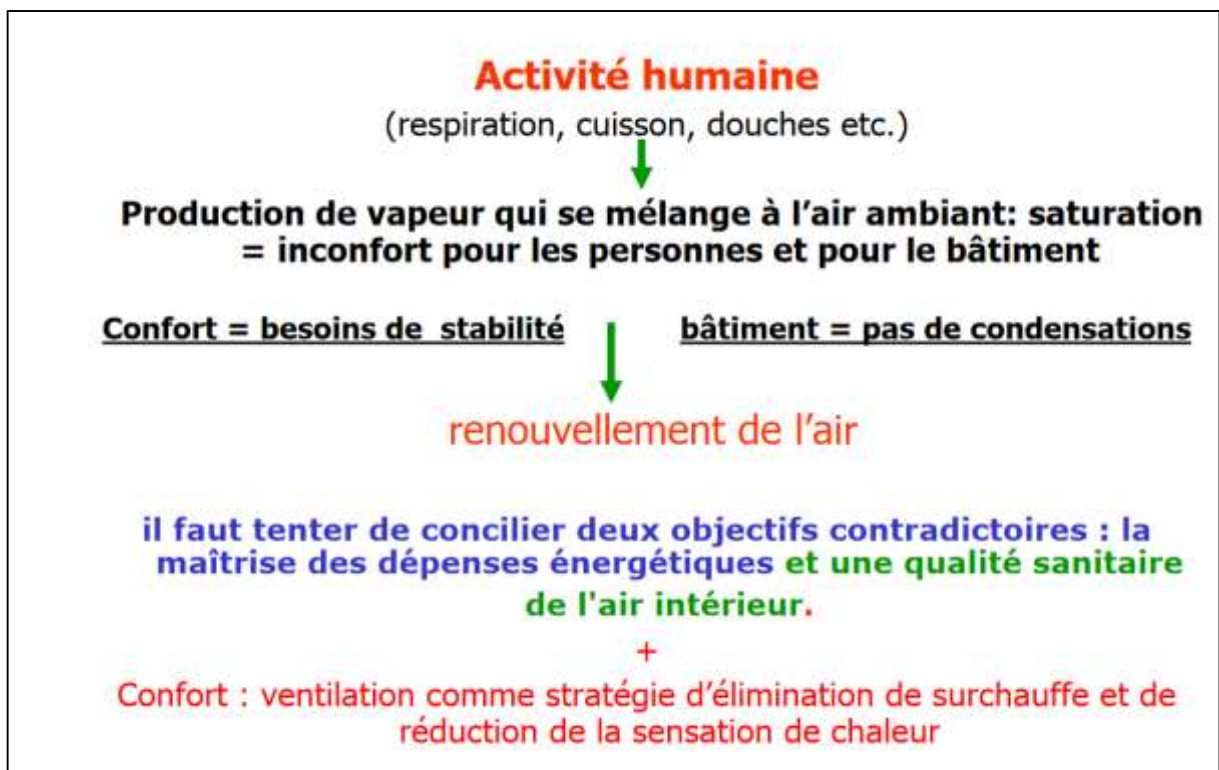 Activité humaine
(respiration, cuisson, douches etc.)
Production de vapeur qui se mélange à l’air ambiant: saturation
= inconfort pour les personnes et pour le bâtiment
Confort = besoins de stabilité
bâtiment = pas de condensations
renouvellement de l’air
il faut tenter de concilier deux objectifs contradictoires : la
maîtrise des dépenses énergétiques et une qualité sanitaire
de l'air intérieur.
+
Confort : ventilation comme stratégie d’élimination de surchauffe et de
réduction de la sensation de chaleur